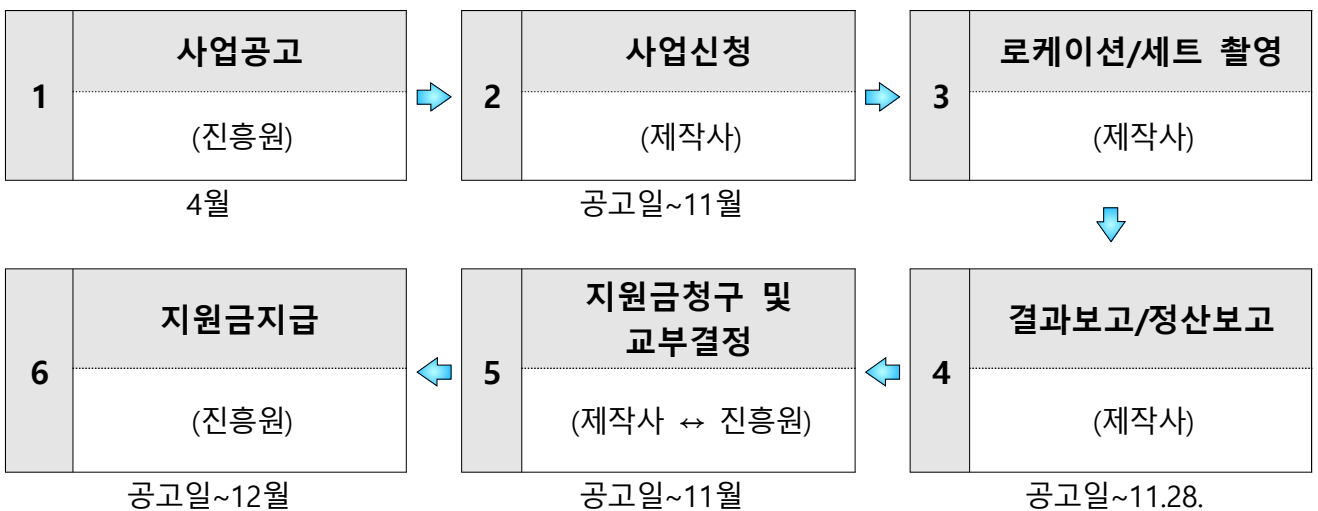 1
사업공고
(진흥원)
4월
2
사업신청
(제작사)
공고일~11월
3
로케이션/세트 촬영
(제작사)
4
결과보고/정산보고
(제작사)
공고일~11.28.
5
지원금청구 및
교부결정
(제작사 ↔ 진흥원)
공고일~11월
6
지원금지급
(진흥원)
공고일~12월